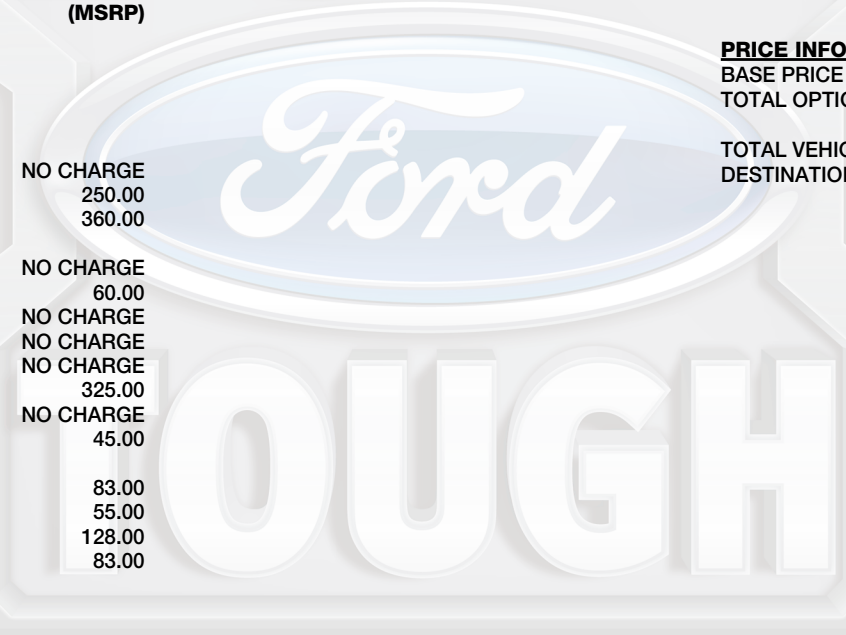 (MSRP)
NO CHARGE
250.00
360.00
NO CHARGE
60.00
NO CHARGE
NO CHARGE
NO CHARGE
325.00
NO CHARGE
45.00
83.00
55.00
128.00
83.00
PRICE INFO
BASE PRICE
TOTAL OPTIO
TOTAL VEHIC
DESTINATION
Ford
TOUGH